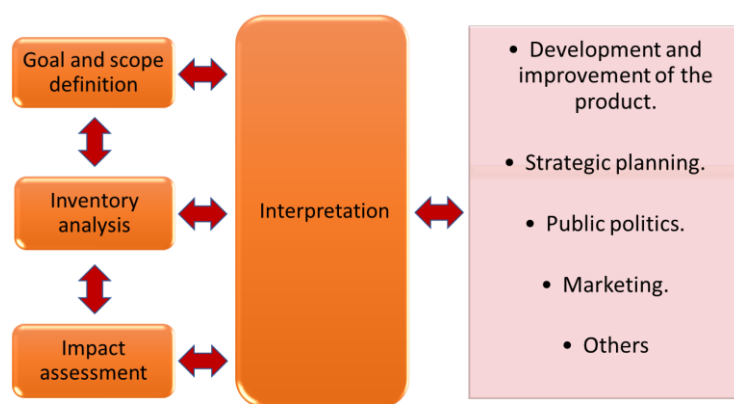 Goal and scope
definition
Inventory
analysis
Impact
assessment
Interpretation
• Development and
improvement of the
product.
• Strategic planning.
• Public politics.
• Marketing.
• Others